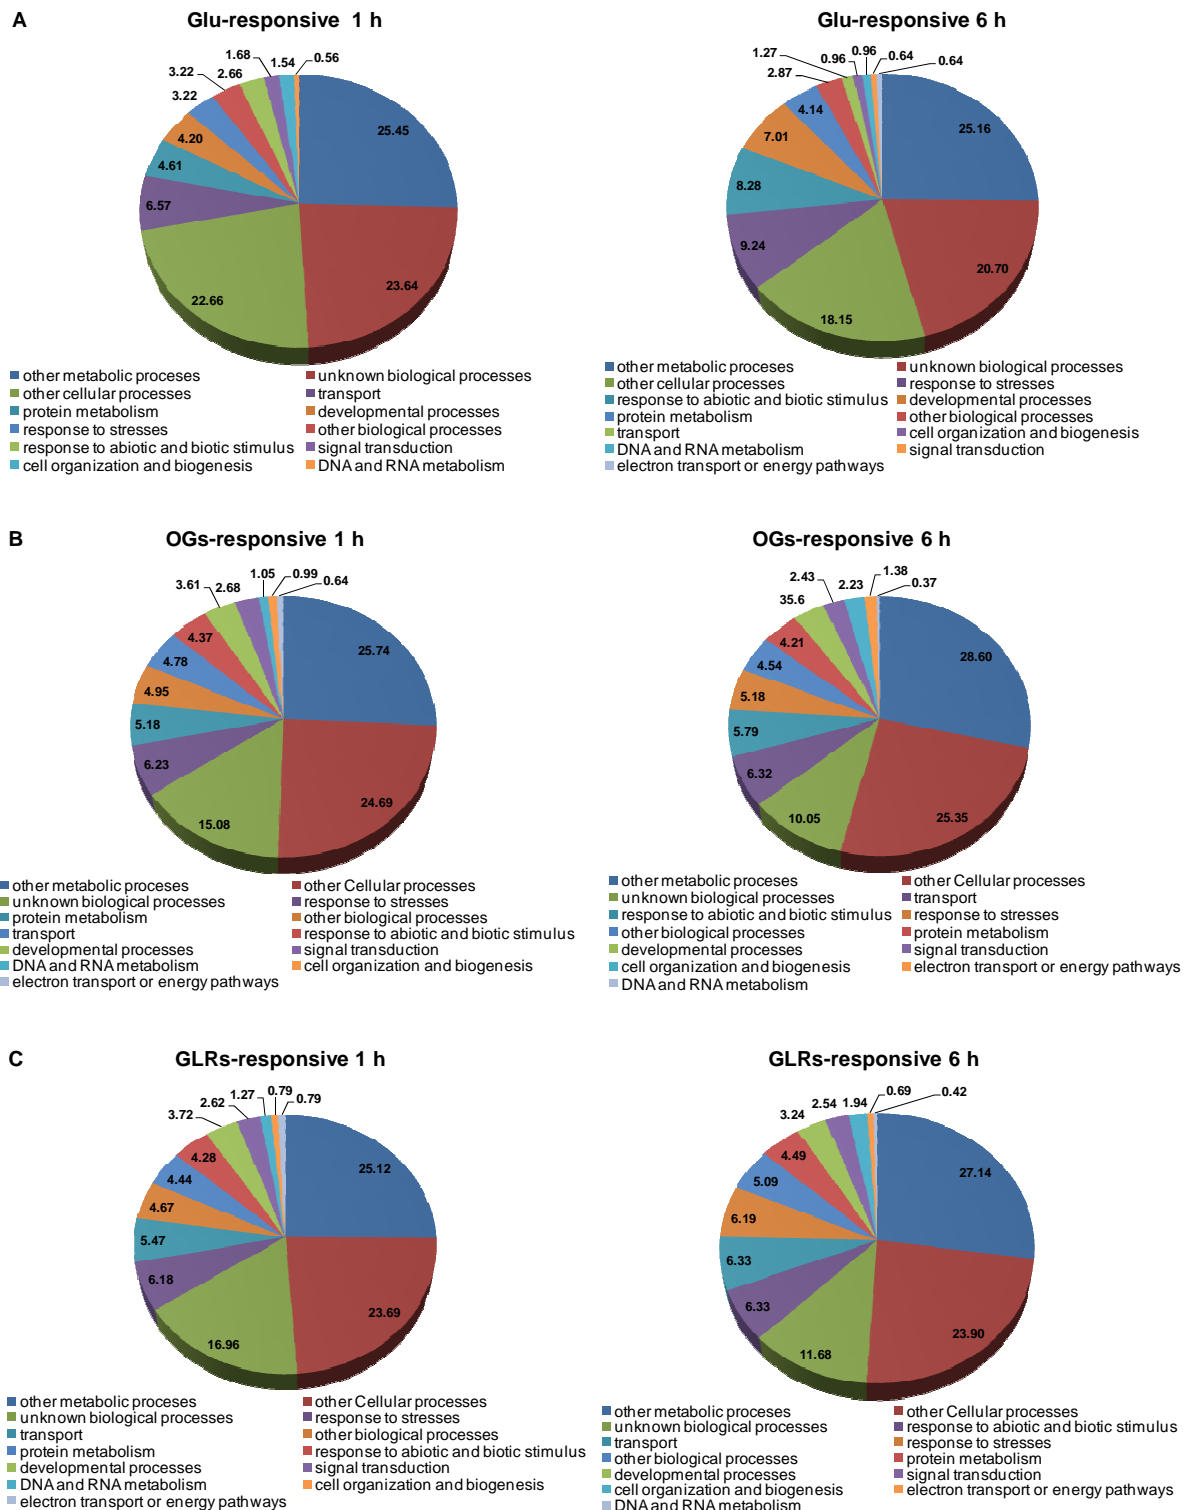 A
Glu-responsive 1 h
Glu-responsive 6 h
3.22
2.66
1.68
1.54
0.56
3.22
4.20
4.61
6.57
22.66
23.64
25.45
1.27
0.96
0.96
0.64
0.64
2.87
4.14
7.01
8.28
9.24
18.15
20.70
25.16
other metabolic proceses
unknown biological processes
other cellular processes
transport
protein metabolism
developmental processes
response to stresses
other biological processes
response to abiotic and biotic stimulus
signal transduction
cell organization and biogenesis
DNA and RNA metabolism
other metabolic proceses
unknown biological processes
other cellular processes
response to stresses
response to abiotic and biotic stimulus
developmental processes
protein metabolism
other biological processes
transport
cell organization and biogenesis
DNA and RNA metabolism
signal transduction
electron transport or energy pathways
B
OGs-responsive 1 h
OGs-responsive 6 h
3.61
2.68
1.05
0.99
0.64
4.37
4.78
4.95
5.18
6.23
15.08
24.69
25.74
2.43
2.23
1.38
0.37
35.6
4.21
4.54
5.18
5.79
6.32
10.05
25.35
28.60
other metabolic proceses
other Cellular processes
unknown biological processes
response to stresses
protein metabolism
other biological processes
transport
response to abiotic and biotic stimulus
developmental processes
signal transduction
DNA and RNA metabolism
cell organization and biogenesis
electron transport or energy pathways
other metabolic proceses
other Cellular processes
unknown biological processes
transport
response to abiotic and biotic stimulus
response to stresses
other biological processes
protein metabolism
developmental processes
signal transduction
cell organization and biogenesis
electron transport or energy pathways
DNA and RNA metabolism
C
GLRs-responsive 1 h
GLRs-responsive 6 h
3.72
2.62
1.27
0.79
0.79
4.28
4.44
4.67
5.47
6.18
16.96
23.69
25.12
3.24
2.54
1.94
0.69
0.42
4.49
5.09
6.19
6.33
6.33
11.68
23.90
27.14
other metabolic proceses
other Cellular processes
unknown biological processes
response to stresses
transport
other biological processes
protein metabolism
response to abiotic and biotic stimulus
developmental processes
signal transduction
DNA and RNA metabolism
cell organization and biogenesis
electron transport or energy pathways
other metabolic proceses
other Cellular processes
unknown biological processes
response to abiotic and biotic stimulus
transport
response to stresses
other biological processes
protein metabolism
developmental processes
signal transduction
cell organization and biogenesis
electron transport or energy pathways
DNA and RNA metabolism